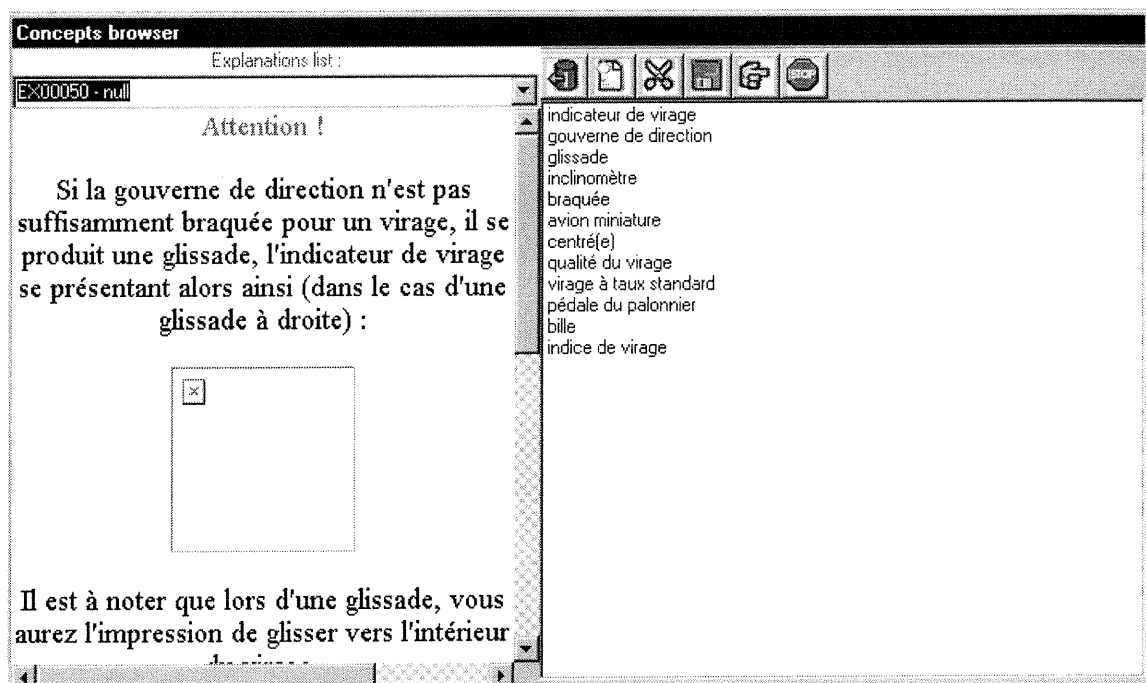 Concepts browser
Explanations list :
EX00050 - null
Attention !
Si la gouverne de direction n'est pas
suffisamment braquée pour un virage, il se
produit une glissade, l'indicateur de virage
se présentant alors ainsi (dans le cas d'une
glissade à droite) :
Il est à noter que lors d'une glissade, vous
aurez l'impression de glisser vers l'intérieur
STOP
indicateur de virage
gouverne de direction
glissade
inclinomètre
braquée
avion miniature
centré(e)
qualité du virage
virage à taux standard
pédale du palonnier
bille
indice de virage